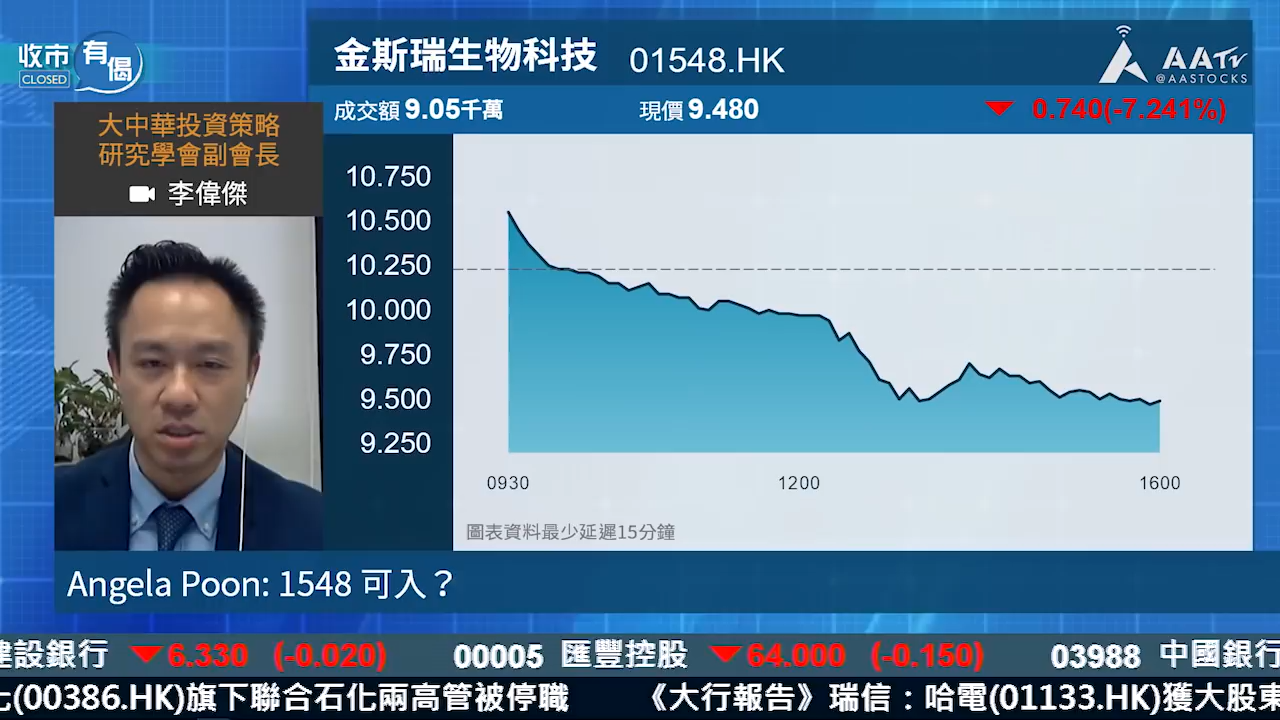 收市
CLOSED
有偈
金斯瑞生物科技 01548.HK
AATV
@AASTOCKS
成交額 9.05千萬 現價 9.480 0.740(-7.241%)
大中華投資策略
研究學會副會長
李偉傑
10.750
10.500
10.250
10.000
9.750
9.500
9.250
0930 1200 1600
圖表資料最少延遲15分鐘
Angela Poon: 1548 可入？
建設銀行 6.330 (-0.020) 00005 匯豐控股 64.000 (-0.150) 03988 中國銀行
化(00386.HK)旗下聯合石化兩高管被停職 《大行報告》瑞信：哈電(01133.HK)獲大股東